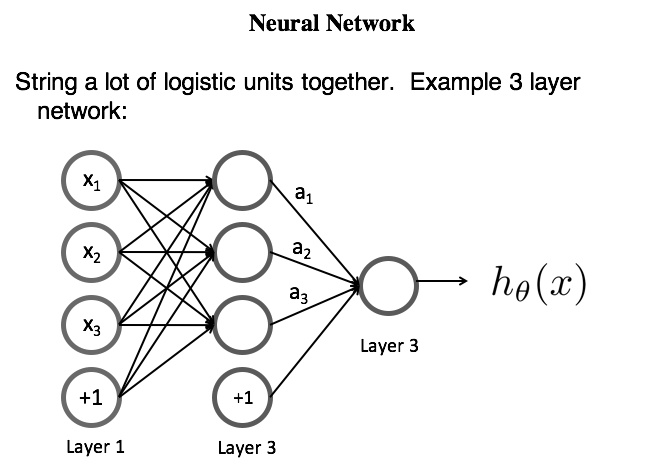 Neural Network
String a lot of logistic units together.  Example 3 layer
network:
x₁
a₁
x₂
a₂
x₃
a₃
hθ(x)
Layer 3
+1
+1
Layer 1
Layer 3